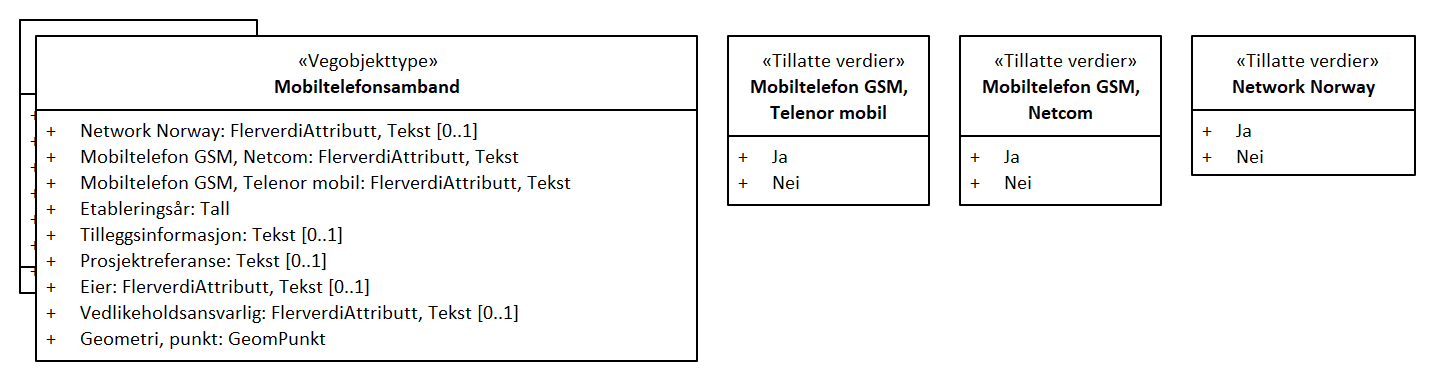 «Vegobjekttype»
Mobiltelefonsamband
+ Network Norway: FlerverdiAttributt, Tekst [0..1]
+ Mobiltelefon GSM, Netcom: FlerverdiAttributt, Tekst
+ Mobiltelefon GSM, Telenor mobil: FlerverdiAttributt, Tekst
+ Etableringsår: Tall
+ Tilleggsinformasjon: Tekst [0..1]
+ Prosjektreferanse: Tekst [0..1]
+ Eier: FlerverdiAttributt, Tekst [0..1]
+ Vedlikeholdsansvarlig: FlerverdiAttributt, Tekst [0..1]
+ Geometri, punkt: GeomPunkt
«Tillatte verdier»
Mobiltelefon GSM,
Telenor mobil
+ Ja
+ Nei
«Tillatte verdier»
Mobiltelefon GSM,
Netcom
+ Ja
+ Nei
«Tillatte verdier»
Network Norway
+ Ja
+ Nei